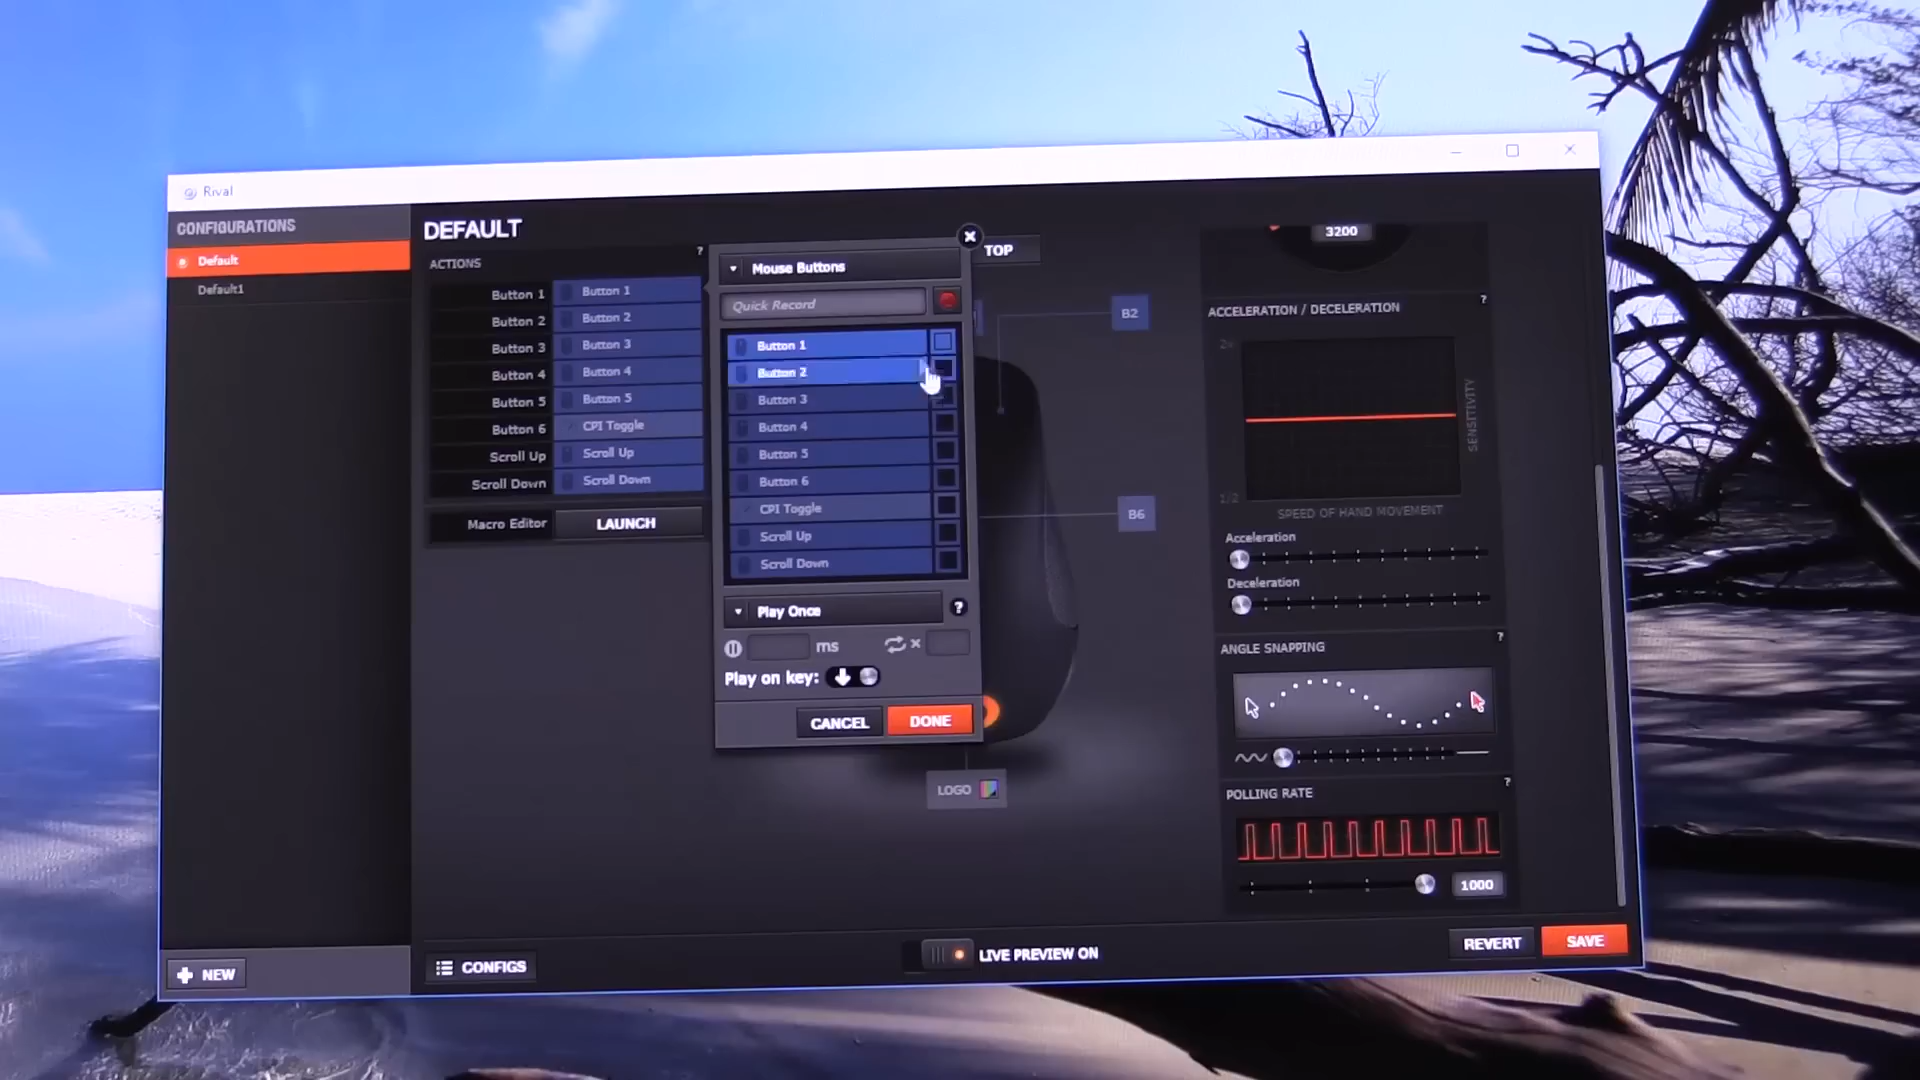 Rival
CONFIGURATIONS
Default
Default1
NEW
DEFAULT
ACTIONS
?
Button 1 Button 1
Button 2 Button 2
Button 3 Button 3
Button 4 Button 4
Button 5 Button 5
Button 6 CPI Toggle
Scroll Up Scroll Up
Scroll Down Scroll Down
Macro Editor LAUNCH
Mouse Buttons
Quick Record
Button 1
Button 2
Button 3
Button 4
Button 5
Button 6
CPI Toggle
Scroll Up
Scroll Down
Play Once ?
ms ×
Play on key:
CANCEL DONE
TOP
B2
B6
LOGO
3200
ACCELERATION / DECELERATION ?
2x
SENSITIVITY
1/2
SPEED OF HAND MOVEMENT
Acceleration
Deceleration
ANGLE SNAPPING ?
POLLING RATE ?
1000
CONFIGS
LIVE PREVIEW ON
REVERT SAVE